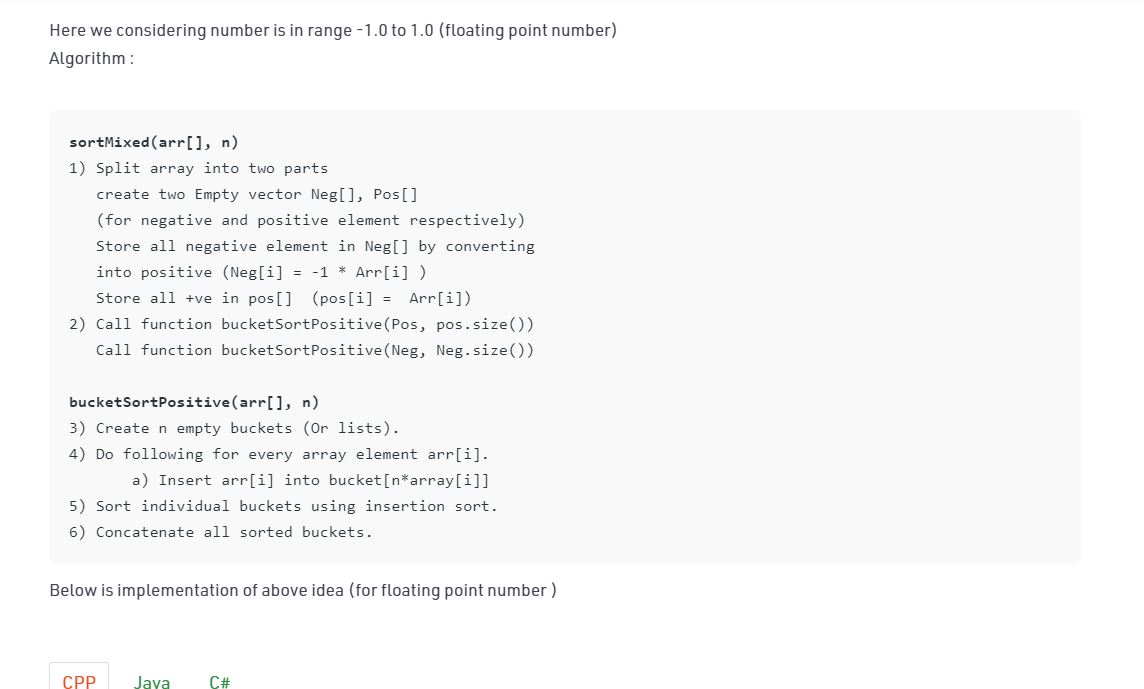 Here we considering number is in range -1.0 to 1.0 (floating point number)
Algorithm :
sortMixed(arr[], n)
1) Split array into two parts
create two Empty vector Neg[], Pos[]
(for negative and positive element respectively)
Store all negative element in Neg[] by converting
into positive (Neg[i] = -1 * Arr[i] )
Store all +ve in pos[]  (pos[i] =  Arr[i])
2) Call function bucketSortPositive(Pos, pos.size())
Call function bucketSortPositive(Neg, Neg.size())
bucketSortPositive(arr[], n)
3) Create n empty buckets (Or lists).
4) Do following for every array element arr[i].
a) Insert arr[i] into bucket[n*array[i]]
5) Sort individual buckets using insertion sort.
6) Concatenate all sorted buckets.
Below is implementation of above idea (for floating point number )
CPP Java C#